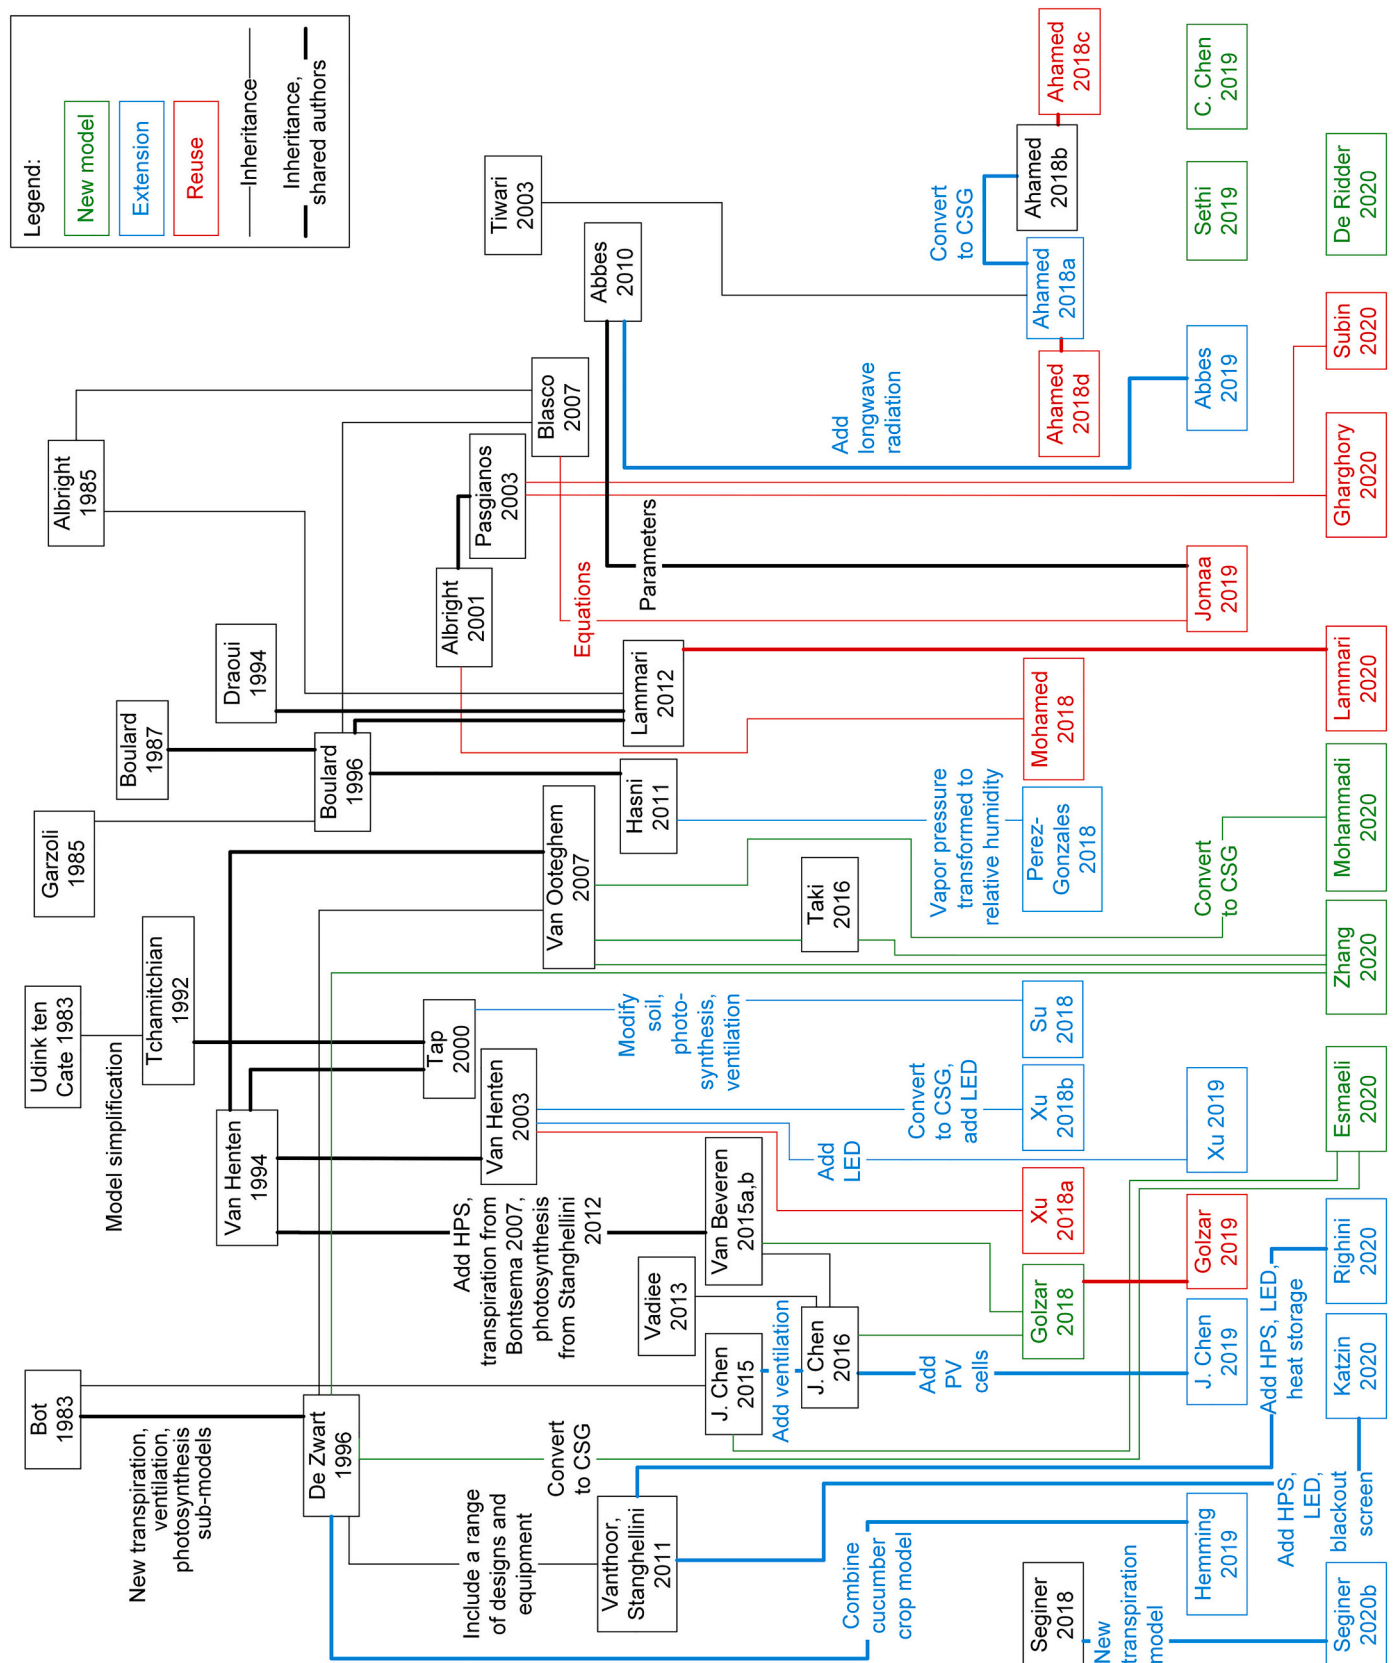 Legend:
New model
Extension
Reuse
Inheritance
Inheritance,
shared authors
Bot
1983
Udink ten
Cate 1983
Garzoli
1985
Albright
1985
New transpiration,
ventilation,
photosynthesis
sub-models
Model simplification
Tchamitchian
1992
Boulard
1987
Draoui
1994
Van Henten
1994
De Zwart
1996
Boulard
1996
Tap
2000
Albright
2001
Pasgianos
2003
Tiwari
2003
Van Henten
2003
Include a range
of designs and
equipment
Convert
to CSG
Add HPS,
transpiration from
Bontsema 2007,
photosynthesis
from Stanghellini
2012
Van Ooteghem
2007
Blasco
2007
Equations
Abbes
2010
Vanthoor,
Stanghellini
2011
Hasni
2011
Lammari
2012
Parameters
Vadiee
2013
J. Chen
2015
Van Beveren
2015a,b
Add ventilation
J. Chen
2016
Taki
2016
Modify
soil,
photo-
synthesis,
ventilation
Add
LED
Convert
to CSG,
add LED
Vapor pressure
transformed to
relative humidity
Add
longwave
radiation
Convert
to CSG
Combine
cucumber
crop model
Add
PV
cells
Seginer
2018
Golzar
2018
Xu
2018a
Xu
2018b
Su
2018
Perez-
Gonzales
2018
Mohamed
2018
Ahamed
2018d
Ahamed
2018a
Ahamed
2018b
Ahamed
2018c
New
transpiration
model
Hemming
2019
J. Chen
2019
Golzar
2019
Xu 2019
Convert
to CSG
Jomaa
2019
Abbes
2019
Sethi
2019
C. Chen
2019
Add HPS,
LED,
blackout
screen
Add HPS, LED,
heat storage
Seginer
2020b
Katzin
2020
Righini
2020
Esmaeli
2020
Zhang
2020
Mohammadi
2020
Lammari
2020
Gharghory
2020
Subin
2020
De Ridder
2020